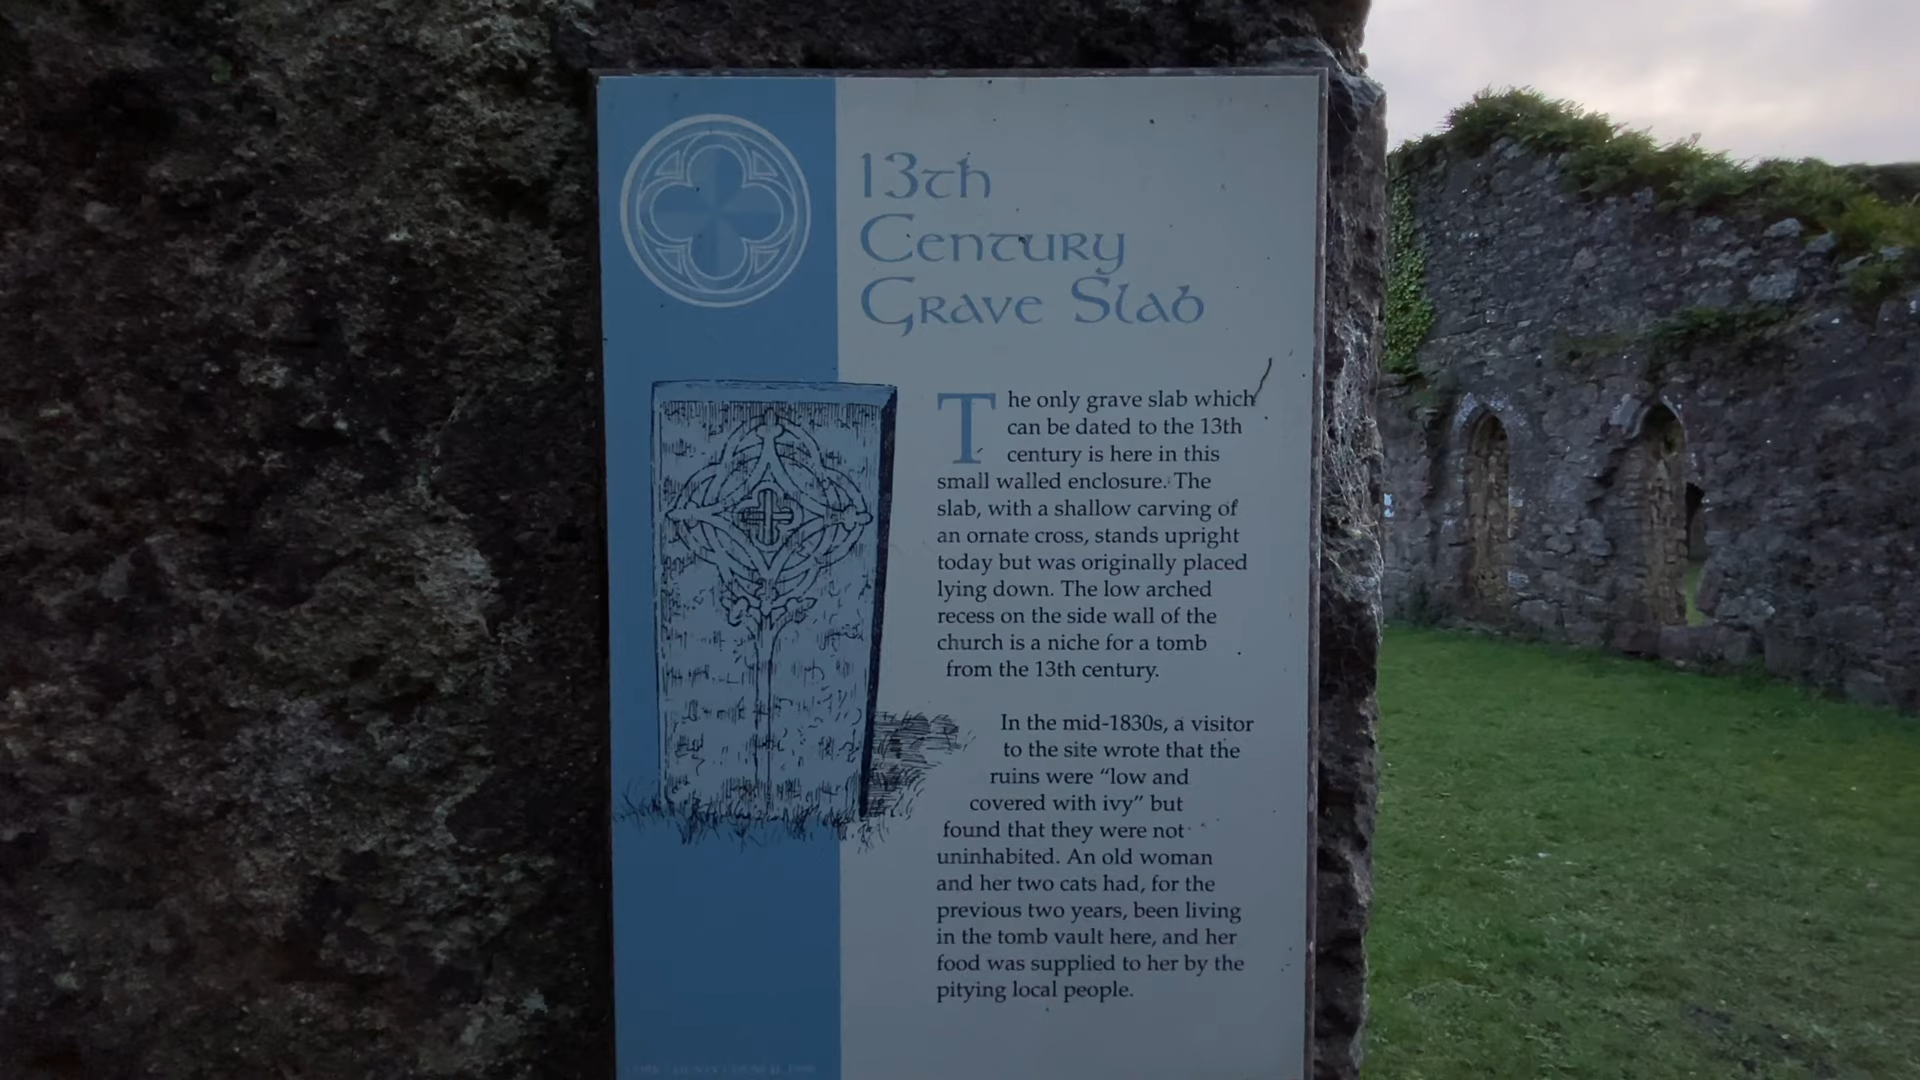 13th
Century
Grave Slab
The only grave slab which
can be dated to the 13th
century is here in this
small walled enclosure. The
slab, with a shallow carving of
an ornate cross, stands upright
today but was originally placed
lying down. The low arched
recess on the side wall of the
church is a niche for a tomb
from the 13th century.
In the mid-1830s, a visitor
to the site wrote that the
ruins were “low and
covered with ivy” but
found that they were not
uninhabited. An old woman
and her two cats had, for the
previous two years, been living
in the tomb vault here, and her
food was supplied to her by the
pitying local people.